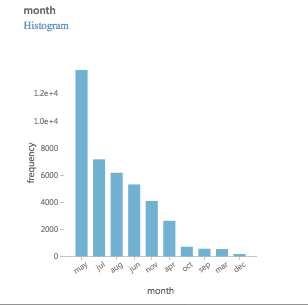 month
Histogram
frequency
1.2e+4
1.0e+4
8000
6000
4000
2000
0
may jul aug jun nov apr oct sep mar dec
month